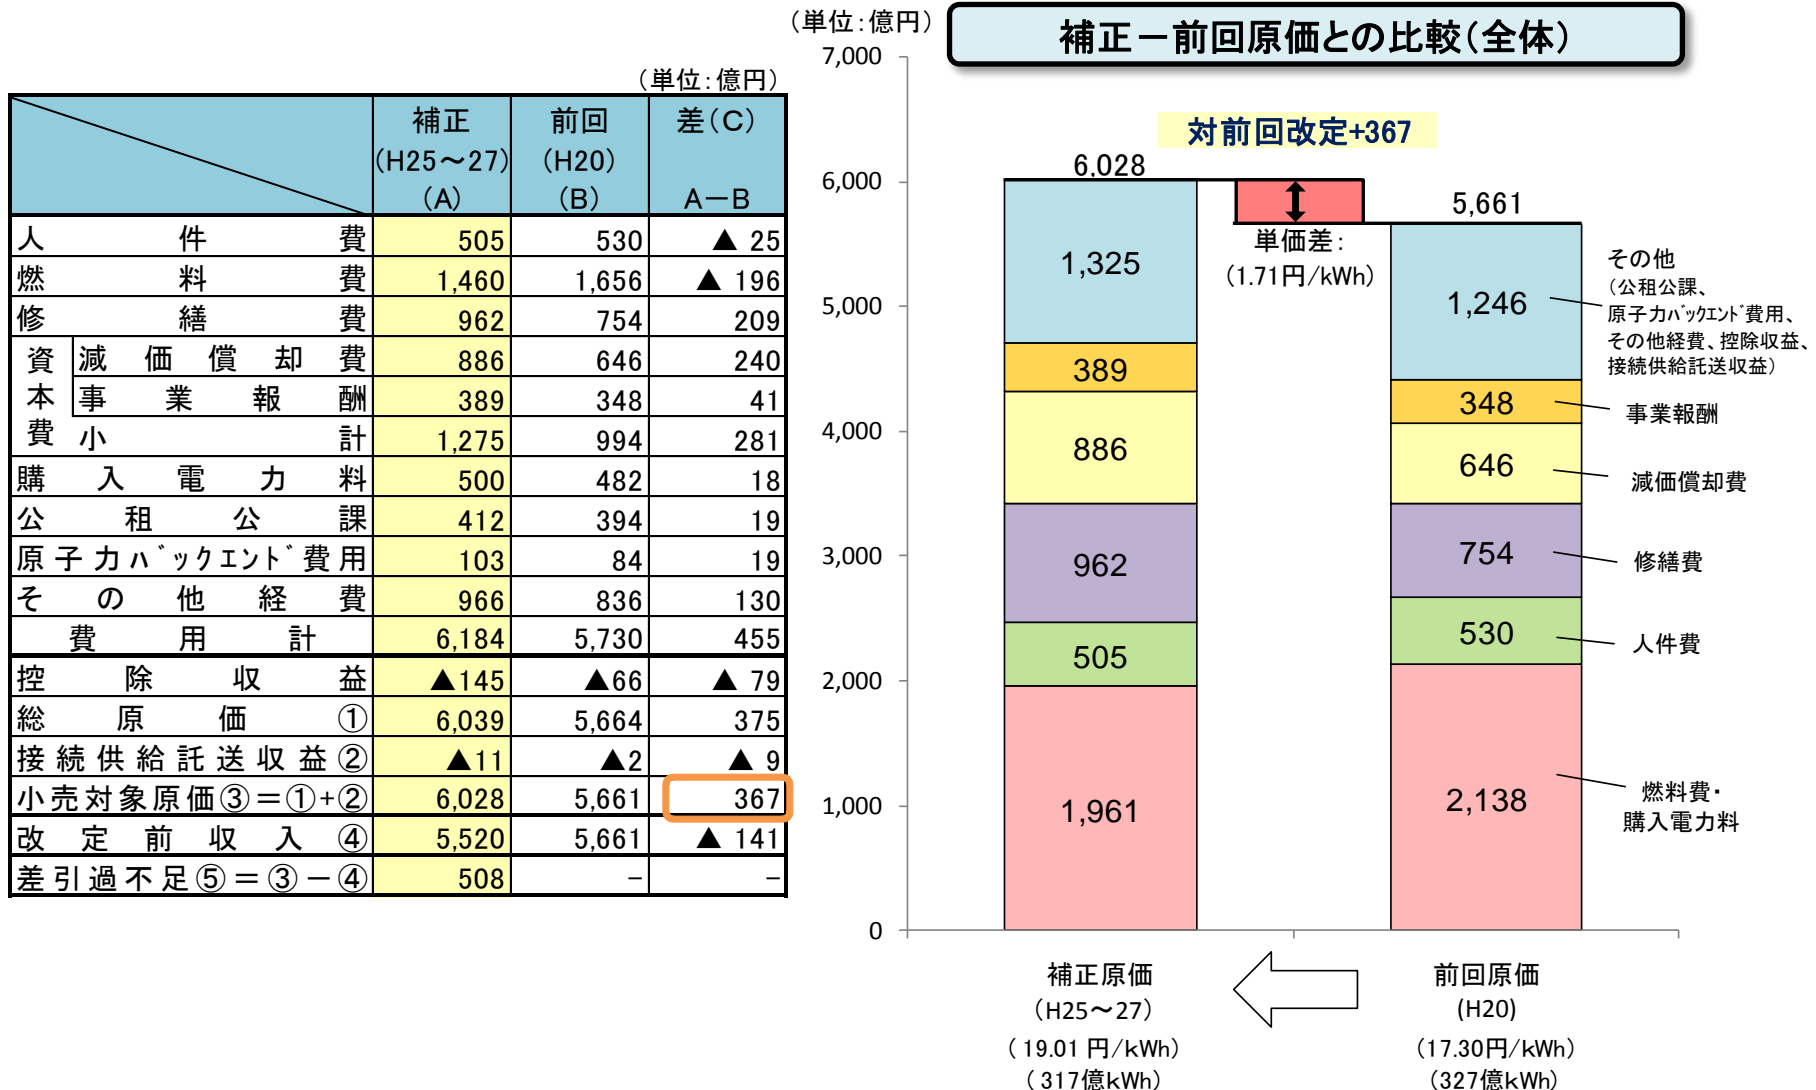 (単位:億円)
補正－前回原価との比較(全体)
(単位:億円)
補正 前回 差(C)
(H25～27) (H20)
(A) (B) A－B
人件費 505 530 ▲ 25
燃料費 1,460 1,656 ▲ 196
修繕費 962 754 209
資本費
減価償却費 886 646 240
事業報酬 389 348 41
小計 1,275 994 281
購入電力料 500 482 18
公租公課 412 394 19
原子力ﾊﾞックエンﾄﾞ費用 103 84 19
その他経費 966 836 130
費用計 6,184 5,730 455
控除収益 ▲145 ▲66 ▲ 79
総原価① 6,039 5,664 375
接続供給託送収益② ▲11 ▲2 ▲ 9
小売対象原価③＝①+② 6,028 5,661 367
改定前収入④ 5,520 5,661 ▲ 141
差引過不足⑤＝③－④ 508 － －
7,000
6,000
5,000
4,000
3,000
2,000
1,000
0
対前回改定+367
6,028
5,661
単価差:
(1.71円/kWh)
1,325
389
886
962
505
1,961
1,246
348
646
754
530
2,138
その他
(公租公課、
原子力ﾊﾞｯｸｴﾝﾄﾞ費用、
その他経費、控除収益、
接続供給託送収益)
事業報酬
減価償却費
修繕費
人件費
燃料費・
購入電力料
補正原価
(H25～27)
(19.01 円/kWh)
(317億kWh)
前回原価
(H20)
(17.30円/kWh)
(327億kWh)